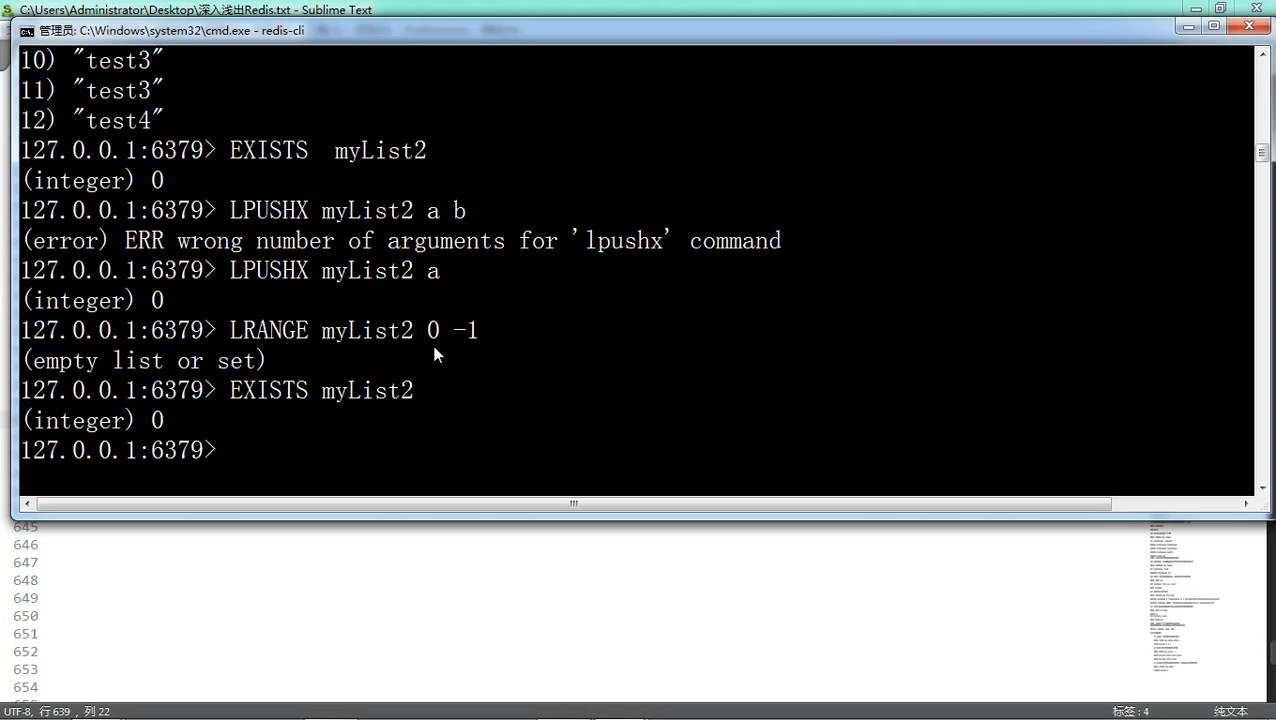 C:\Users\Administrator\Desktop\深入浅出Redis.txt - Sublime Text
管理员: C:\Windows\system32\cmd.exe - redis-cli
10) "test3"
11) "test3"
12) "test4"
127.0.0.1:6379> EXISTS  myList2
(integer) 0
127.0.0.1:6379> LPUSHX myList2 a b
(error) ERR wrong number of arguments for 'lpushx' command
127.0.0.1:6379> LPUSHX myList2 a
(integer) 0
127.0.0.1:6379> LRANGE myList2 0 -1
(empty list or set)
127.0.0.1:6379> EXISTS myList2
(integer) 0
127.0.0.1:6379>
645
646
647
648
649
650
651
652
653
654
UTF-8, 行 639 , 列 22
标签 : 4
纯文本